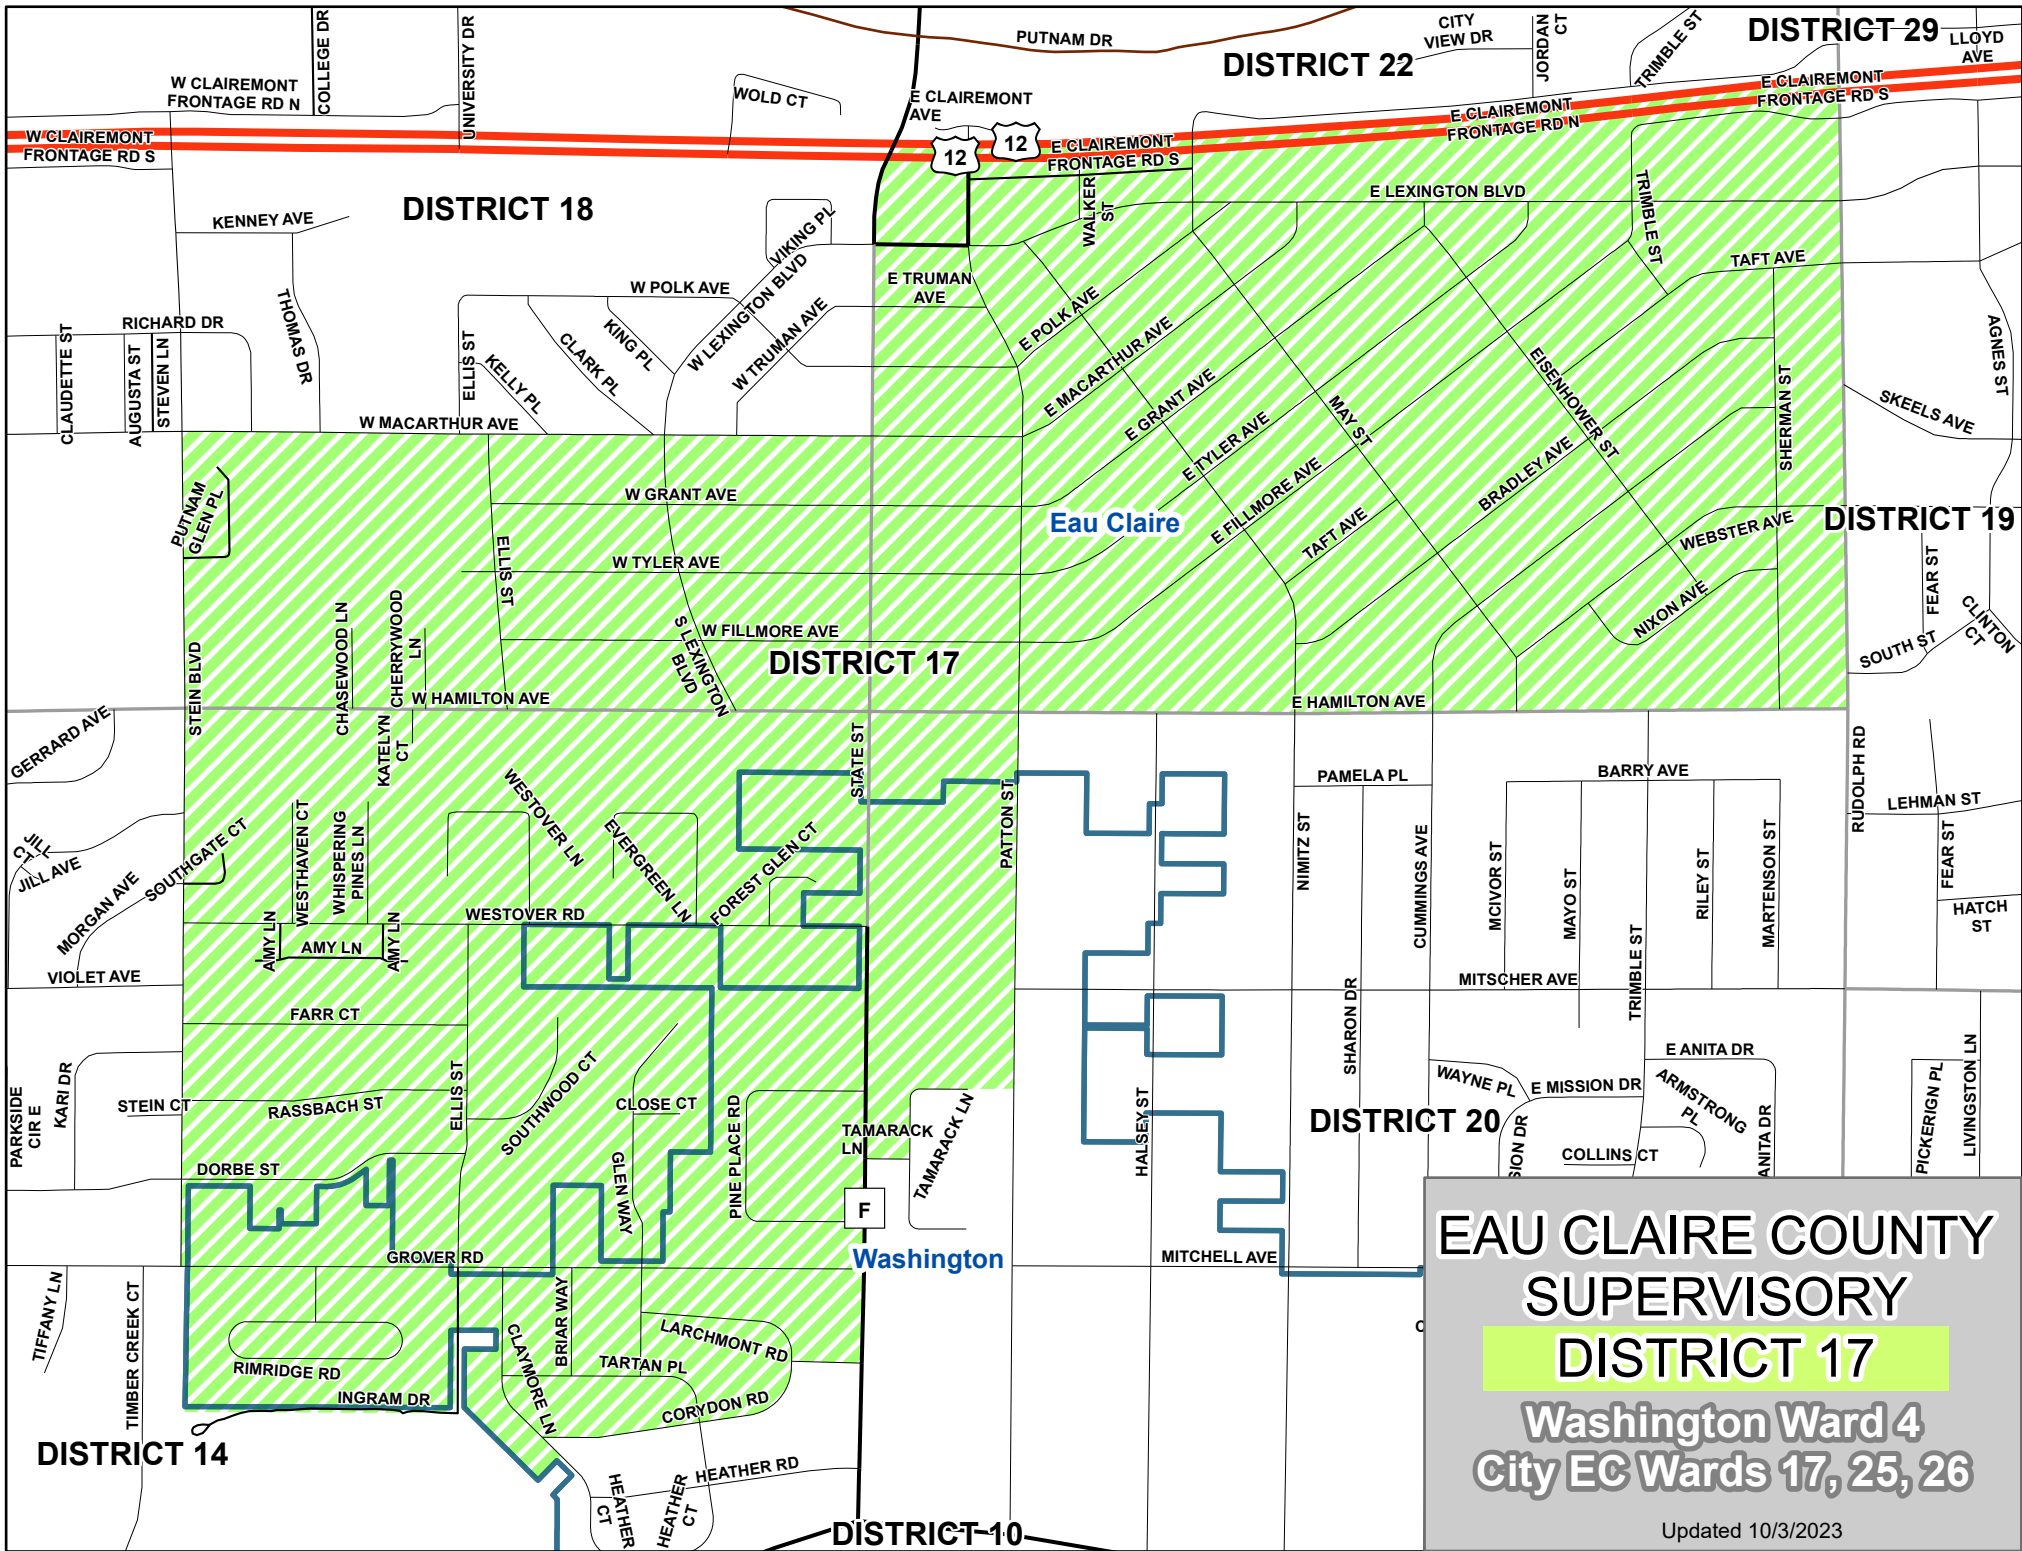 PUTNAM DR
CITY
VIEW DR
JORDAN
CT
TRIMBLE ST
DISTRICT 29
LLOYD
AVE
COLLEGE DR
UNIVERSITY DR
DISTRICT 22
W CLAIREMONT
FRONTAGE RD N
WOLD CT
E CLAIREMONT
AVE
E CLAIREMONT
FRONTAGE RD S
E CLAIREMONT
FRONTAGE RD N
W CLAIREMONT
FRONTAGE RD S
12
12
E CLAIREMONT
FRONTAGE RD S
DISTRICT 18
KENNEY AVE
VIKING PL
WALKER
ST
E LEXINGTON BLVD
TRIMBLE ST
TAFT AVE
THOMAS DR
W POLK AVE
W LEXINGTON BLVD
E TRUMAN
AVE
E POLK AVE
RICHARD DR
CLAUDETTE ST
AUGUSTA ST
STEVEN LN
ELLIS ST
KELLY PL
CLARK PL
KING PL
W TRUMAN AVE
E MACARTHUR AVE
E GRANT AVE
E TYLER AVE
E FILLMORE AVE
MAY ST
EISENHOWER ST
BRADLEY AVE
SHERMAN ST
AGNES ST
SKEELS AVE
W MACARTHUR AVE
PUTNAM
GLEN PL
W GRANT AVE
Eau Claire
TAFT AVE
WEBSTER AVE
DISTRICT 19
ELLIS ST
W TYLER AVE
NIXON AVE
FEAR ST
CLINTON
CT
SOUTH ST
CHASEWOOD LN
CHERRYWOOD
LN
STEIN BLVD
S LEXINGTON
BLVD
W FILLMORE AVE
DISTRICT 17
W HAMILTON AVE
E HAMILTON AVE
GERRARD AVE
KATELYN
CT
STATE ST
PATTON ST
RUDOLPH RD
PAMELA PL
BARRY AVE
LEHMAN ST
JILL
CT
JILL AVE
SOUTHGATE CT
MORGAN AVE
WESTHAVEN CT
WHISPERING
PINES LN
WESTOVER LN
EVERGREEN LN
FOREST GLEN CT
NIMITZ ST
CUMMINGS AVE
MCIVOR ST
MAYO ST
TRIMBLE ST
RILEY ST
MARTENSON ST
FEAR ST
HATCH
ST
WESTOVER RD
AMY LN
AMY LN
AMY LN
VIOLET AVE
MITSCHER AVE
FARR CT
SHARON DR
E ANITA DR
PARKSIDE
CIR E
KARI DR
STEIN CT
RASSBACH ST
ELLIS ST
SOUTHWOOD CT
CLOSE CT
PINE PLACE RD
TAMARACK
LN
TAMARACK LN
HALSEY ST
DISTRICT 20
WAYNE PL
E MISSION DR
SION DR
ARMSTRONG
PL
COLLINS CT
ANITA DR
PICKERIGN PL
LIVINGSTON LN
DORBE ST
GLEN WAY
F
GROVER RD
Washington
MITCHELL AVE
TIFFANY LN
TIMBER CREEK CT
RIMRIDGE RD
INGRAM DR
CLAYMORE LN
BRIAR WAY
TARTAN PL
LARCHMONT RD
CORYDON RD
C
DISTRICT 14
HEATHER
CT
HEATHER
CT
HEATHER RD
DISTRICT 10
EAU CLAIRE COUNTY
SUPERVISORY
DISTRICT 17
Washington Ward 4
City EC Wards 17, 25, 26
Updated 10/3/2023